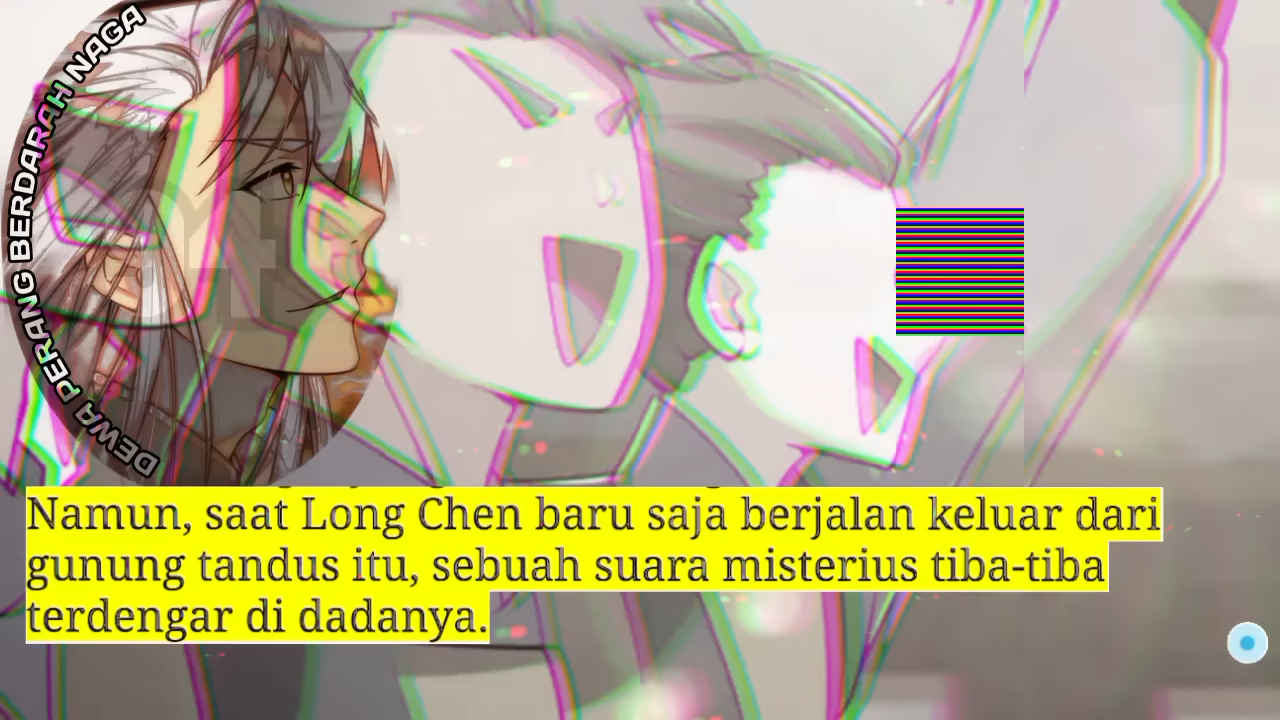 DEWA PERANG BERDARAH NAGA
Namun, saat Long Chen baru saja berjalan keluar dari
gunung tandus itu, sebuah suara misterius tiba-tiba
terdengar di dadanya.